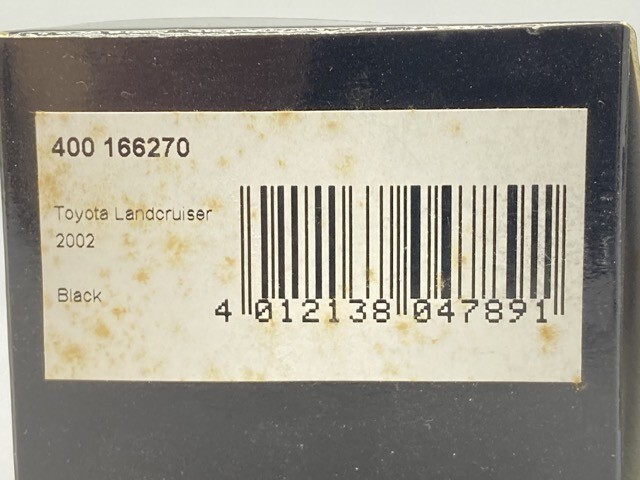 400 166270
Toyota Landcruiser
2002
Black
4 012138 047891